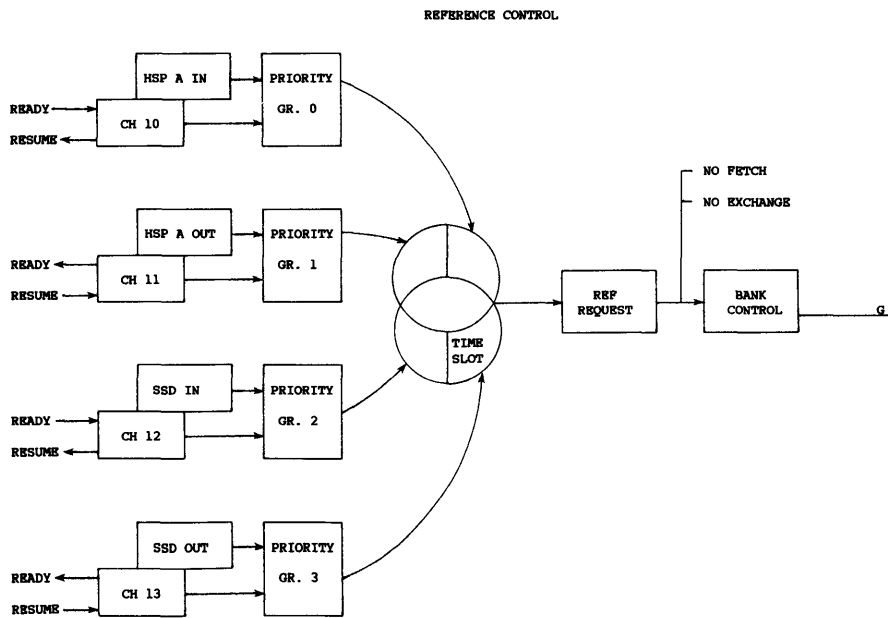 REFERENCE CONTROL
HSP A IN
PRIORITY
GR. 0
READY
CH 10
RESUME
NO FETCH
NO EXCHANGE
HSP A OUT
PRIORITY
GR. 1
READY
CH 11
RESUME
REF
REQUEST
BANK
CONTROL
G
TIME
SLOT
SSD IN
PRIORITY
GR. 2
READY
CH 12
RESUME
SSD OUT
PRIORITY
GR. 3
READY
CH 13
RESUME